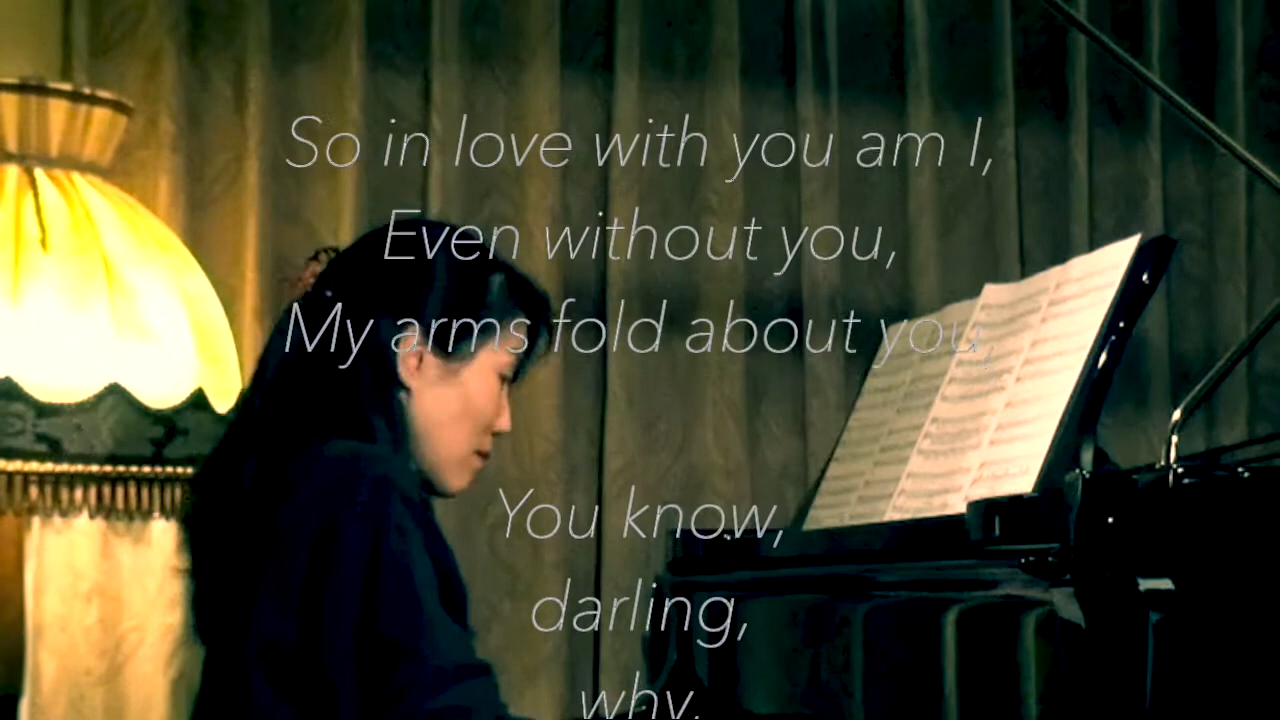 So in love with you am I,
Even without you,
My arms fold about you,
You know,
darling,
why,